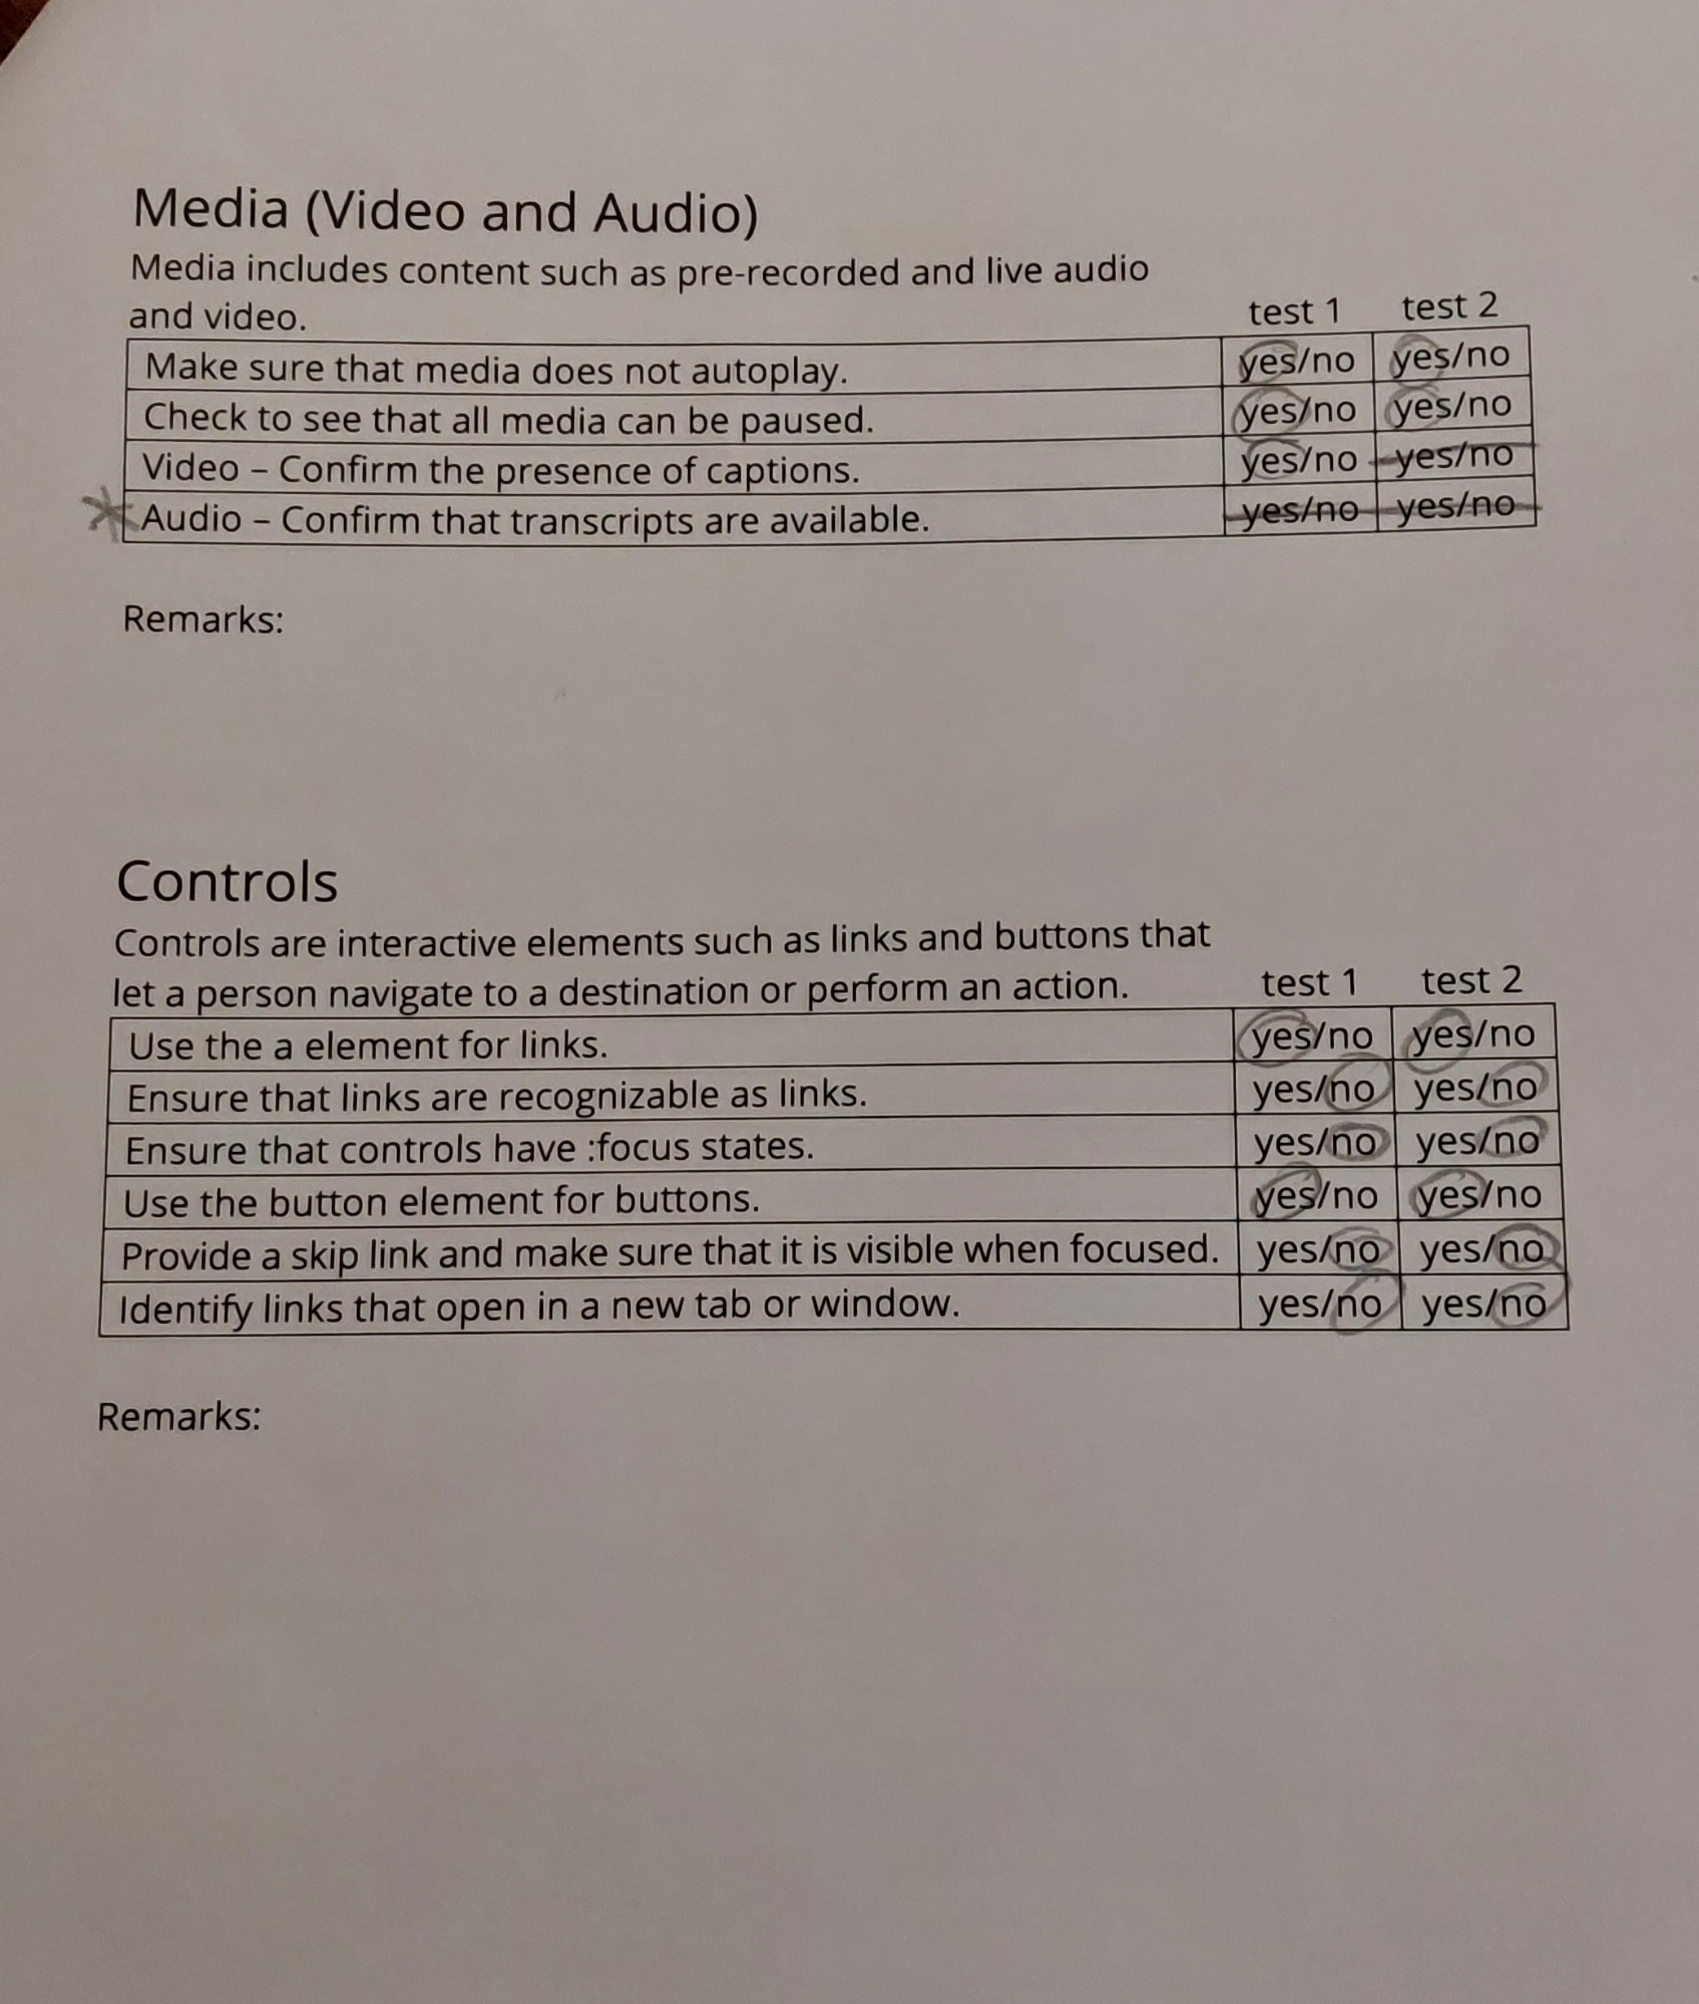 Media (Video and Audio)
Media includes content such as pre-recorded and live audio
and video. test 1 test 2
Make sure that media does not autoplay. yes/no yes/no
Check to see that all media can be paused. yes/no yes/no
Video – Confirm the presence of captions. yes/no yes/no
* Audio – Confirm that transcripts are available. yes/no yes/no
Remarks:
Controls
Controls are interactive elements such as links and buttons that
let a person navigate to a destination or perform an action. test 1 test 2
Use the a element for links. yes/no yes/no
Ensure that links are recognizable as links. yes/no yes/no
Ensure that controls have :focus states. yes/no yes/no
Use the button element for buttons. yes/no yes/no
Provide a skip link and make sure that it is visible when focused. yes/no yes/no
Identify links that open in a new tab or window. yes/no yes/no
Remarks: